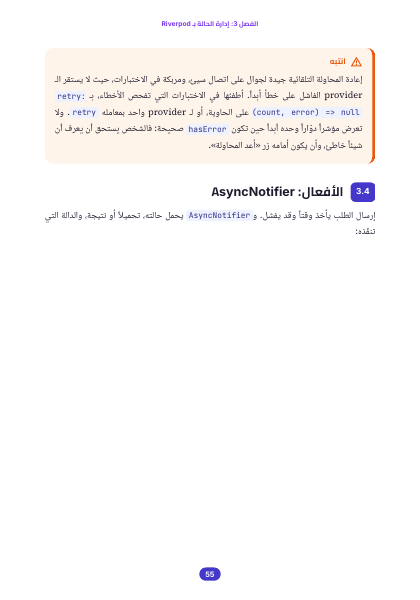 الفصل 3: إدارة الحالة بـ Riverpod
انتبه
إعادة المحاولة التلقائية جيدة لجوال على اتصال سيئ، ومربكة في الاختبارات، حيث لا يستقر الـ
provider الفاشل على خطأ أبداً. أطفئها في الاختبارات التي تفحص الأخطاء، بـ retry:
(count, error) => null على الحاوية، أو لـ provider واحد بمعامله retry . ولا
تعرض مؤشراً دوّاراً وحده أبداً حين تكون hasError صحيحة: فالشخص يستحق أن يعرف أن
شيئاً خاطئ، وأن يكون أمامه زر «أعد المحاولة».
3.4 الأفعال: AsyncNotifier
إرسال الطلب يأخذ وقتاً وقد يفشل. و AsyncNotifier يحمل حالته، تحميلاً أو نتيجة، والدالة التي
تنفّذه:
55